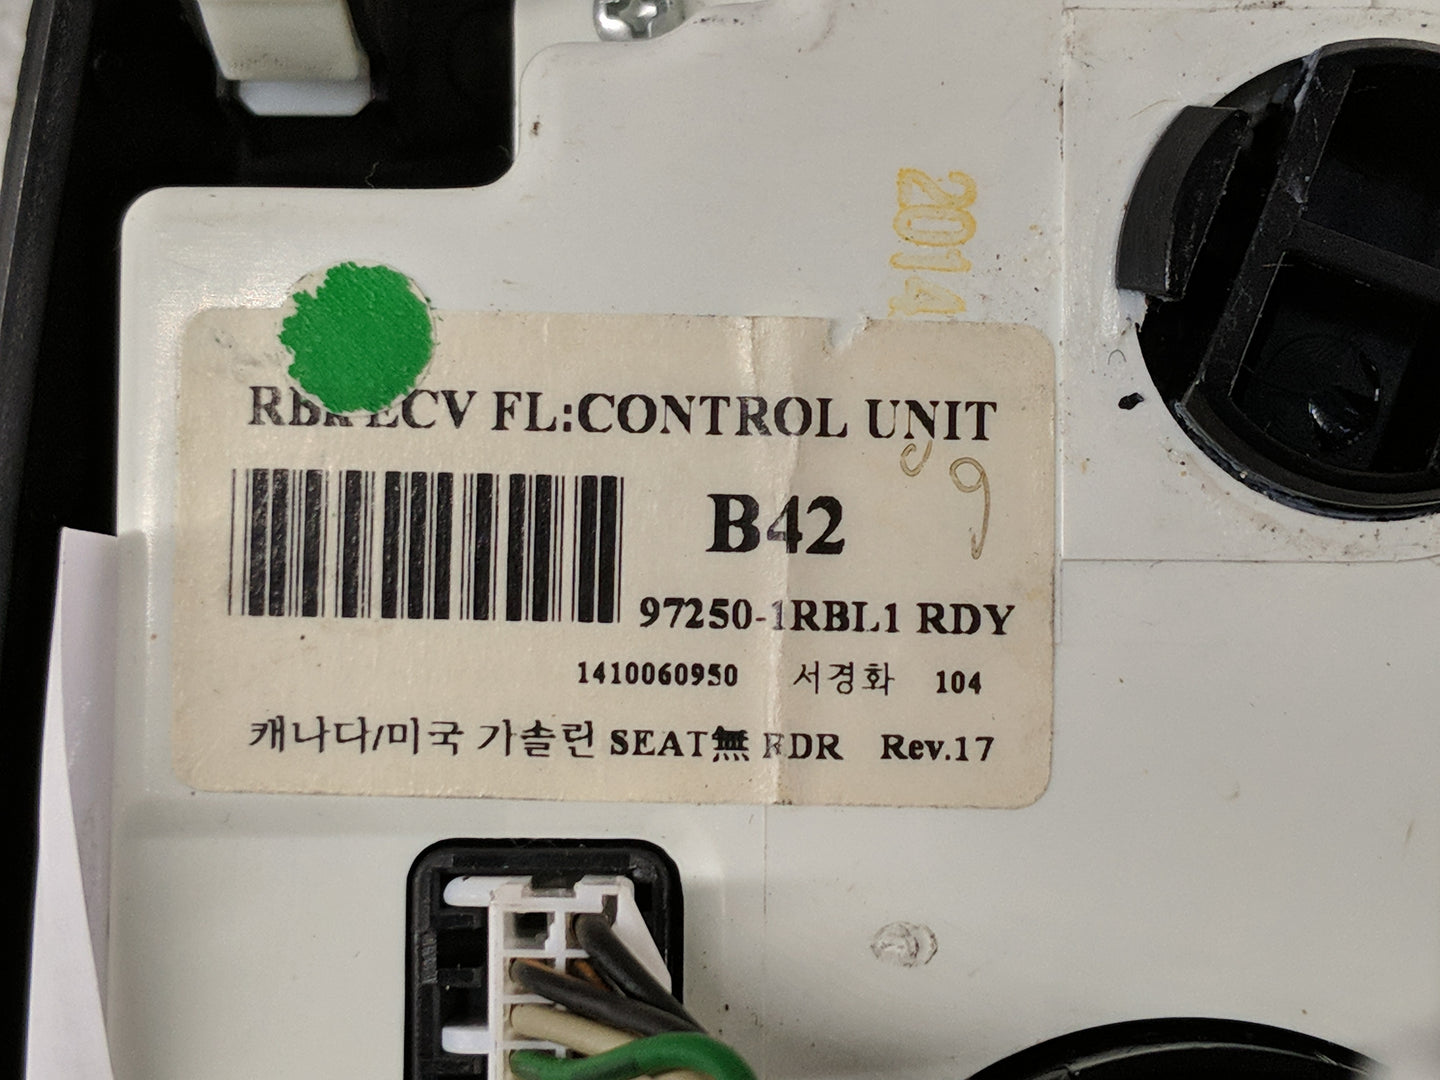 2014
ECV FL:CONTROL UNIT
B42
97250-1RBL1 RDY
1410060950 서경화 104
캐나다/미국 가솔린 SEAT無 RDR Rev.17